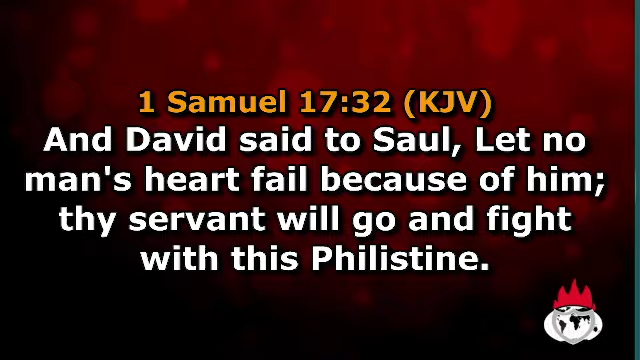 1 Samuel 17:32 (KJV)
And David said to Saul, Let no
man's heart fail because of him;
thy servant will go and fight
with this Philistine.